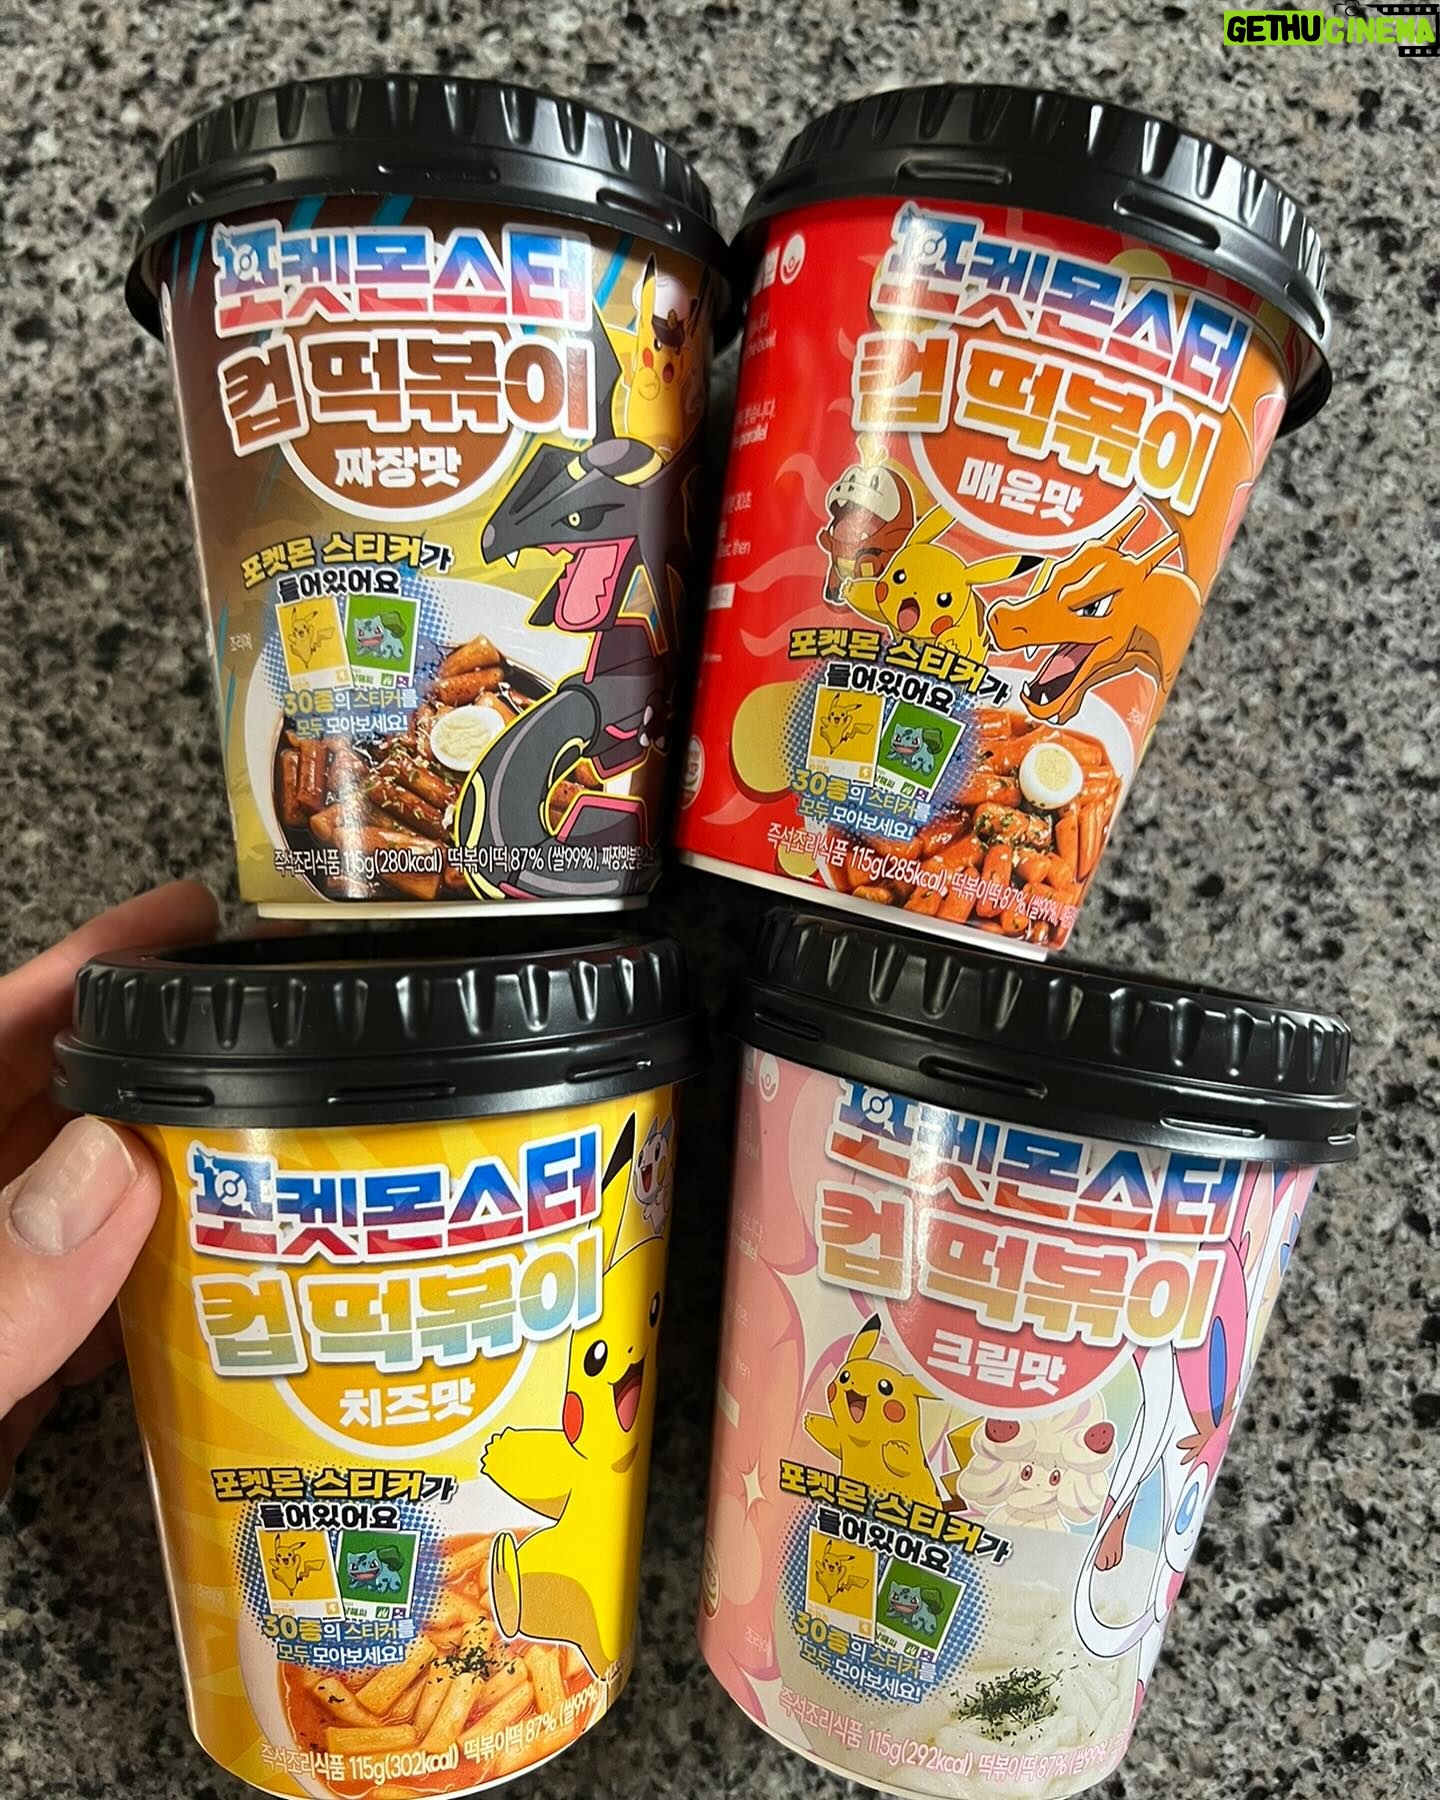 GETHUCINEMA
포켓몬스터
컵 떡볶이
짜장맛
포켓몬 스티커가
들어있어요
30종의 스티커를
모두 모아보세요!
조리예
즉석조리식품 115g(280kcal) 떡볶이떡 87% (쌀99%), 짜장맛분말
포켓몬스터
컵 떡볶이
매운맛
포켓몬 스티커가
들어있어요
30종의 스티커를
모두 모아보세요!
즉석조리식품 115g(285kcal) 떡볶이떡 87% (쌀99%
포켓몬스터
컵 떡볶이
치즈맛
포켓몬 스티커가
들어있어요
30종의 스티커를
모두 모아보세요!
즉석조리식품 115g(302kcal) 떡볶이떡 87% (쌀99%
포켓몬스터
컵 떡볶이
크림맛
포켓몬 스티커가
들어있어요
30종의 스티커를
모두 모아보세요!
조리예
즉석조리식품 115g(292kcal) 떡볶이떡 87% (쌀99%